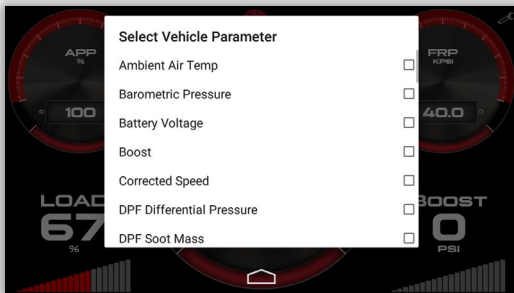 Select Vehicle Parameter
Ambient Air Temp
Barometric Pressure
Battery Voltage
Boost
Corrected Speed
DPF Differential Pressure
DPF Soot Mass
APP
%
100
FRP
KPSI
40.0
LOAD
67
%
BOOST
0
PSI